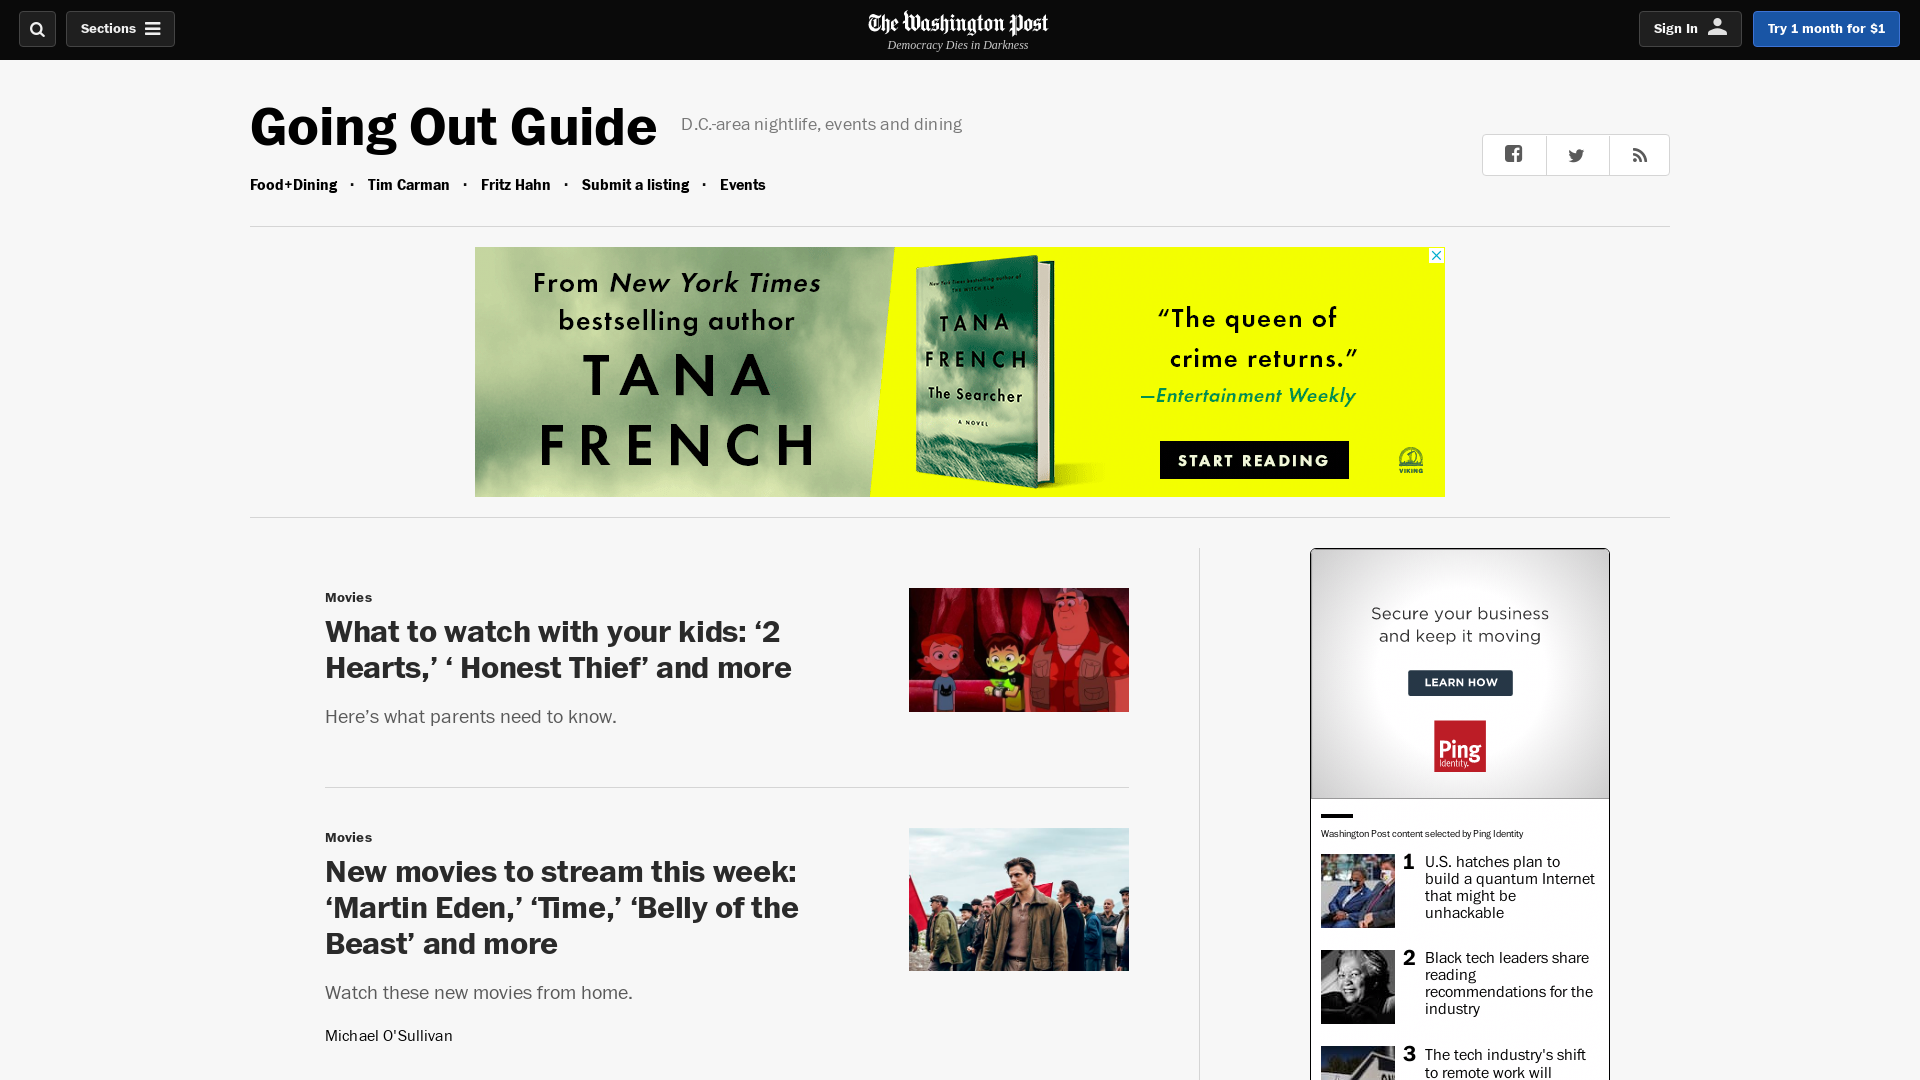 Sections
The Washington Post
Democracy Dies in Darkness
Sign In
Try 1 month for $1
Going Out Guide
D.C.-area nightlife, events and dining
Food+Dining · Tim Carman · Fritz Hahn · Submit a listing · Events
From New York Times
bestselling author
TANA
FRENCH
New York Times bestselling author of
THE WITCH ELM
TANA
FRENCH
The Searcher
A NOVEL
“The queen of
crime returns.”
—Entertainment Weekly
START READING
VIKING
Movies
What to watch with your kids: ‘2
Hearts,’ ‘ Honest Thief’ and more
Here’s what parents need to know.
Movies
New movies to stream this week:
‘Martin Eden,’ ‘Time,’ ‘Belly of the
Beast’ and more
Watch these new movies from home.
Michael O'Sullivan
Secure your business
and keep it moving
LEARN HOW
Ping
Identity.
Washington Post content selected by Ping Identity
1 U.S. hatches plan to
build a quantum Internet
that might be
unhackable
2 Black tech leaders share
reading
recommendations for the
industry
3 The tech industry's shift
to remote work will